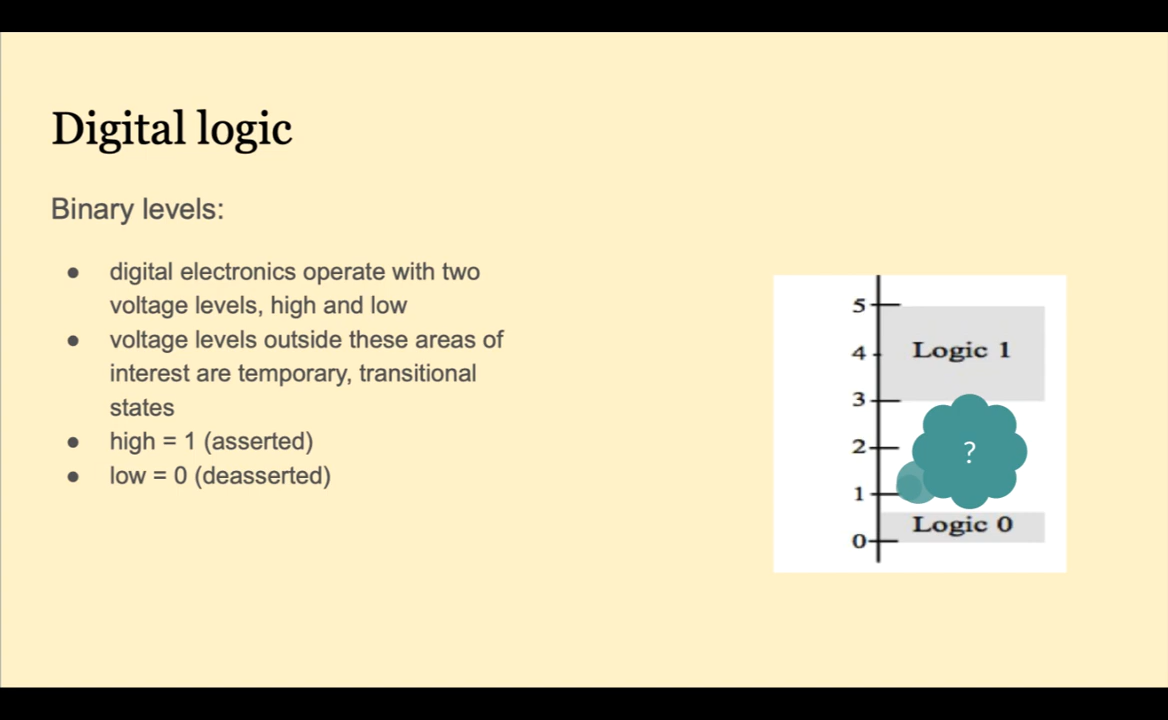 Digital logic
Binary levels:
● digital electronics operate with two
voltage levels, high and low
● voltage levels outside these areas of
interest are temporary, transitional
states
● high = 1 (asserted)
● low = 0 (deasserted)
5
Logic 1
4
3
2
?
1
Logic 0
0